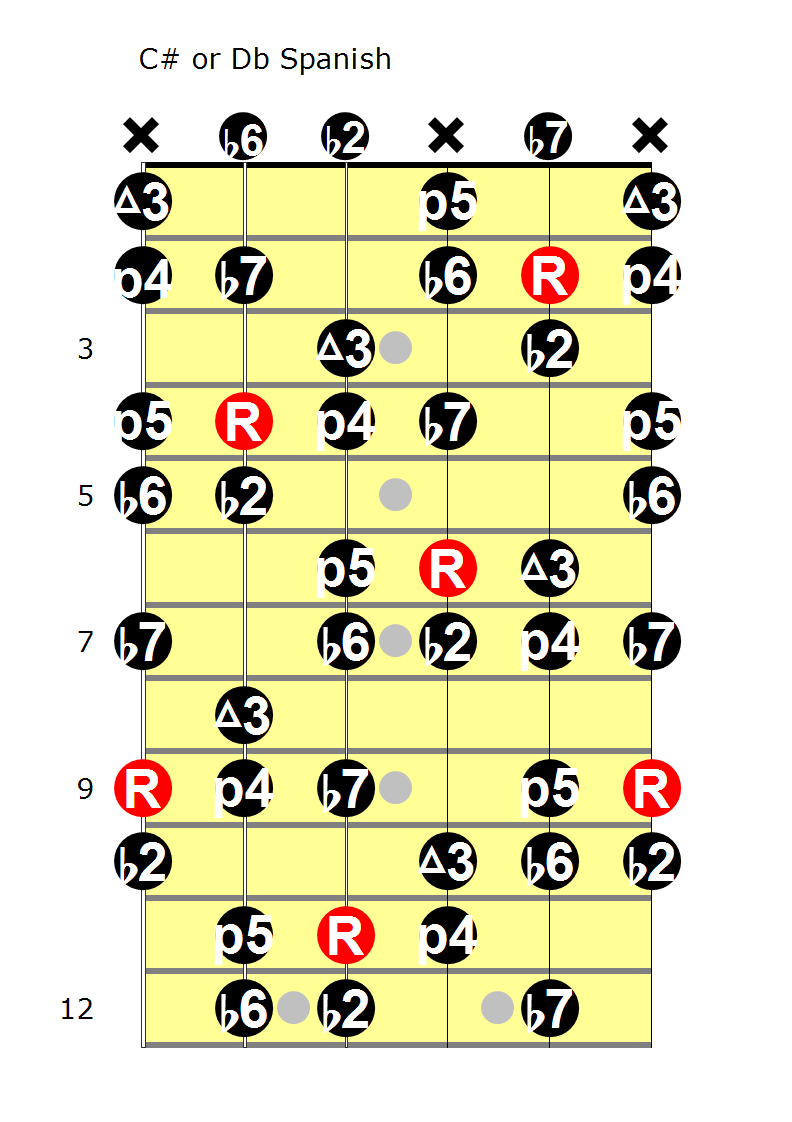 C# or Db Spanish
× ♭6 ♭2 × ♭7 ×
Δ3 p5 Δ3
p4 ♭7 ♭6 R p4
3 Δ3 ♭2
p5 R p4 ♭7 p5
5 ♭6 ♭2 ♭6
p5 R Δ3
7 ♭7 ♭6 ♭2 p4 ♭7
Δ3
9 R p4 ♭7 p5 R
♭2 Δ3 ♭6 ♭2
p5 R p4
12 ♭6 ♭2 ♭7